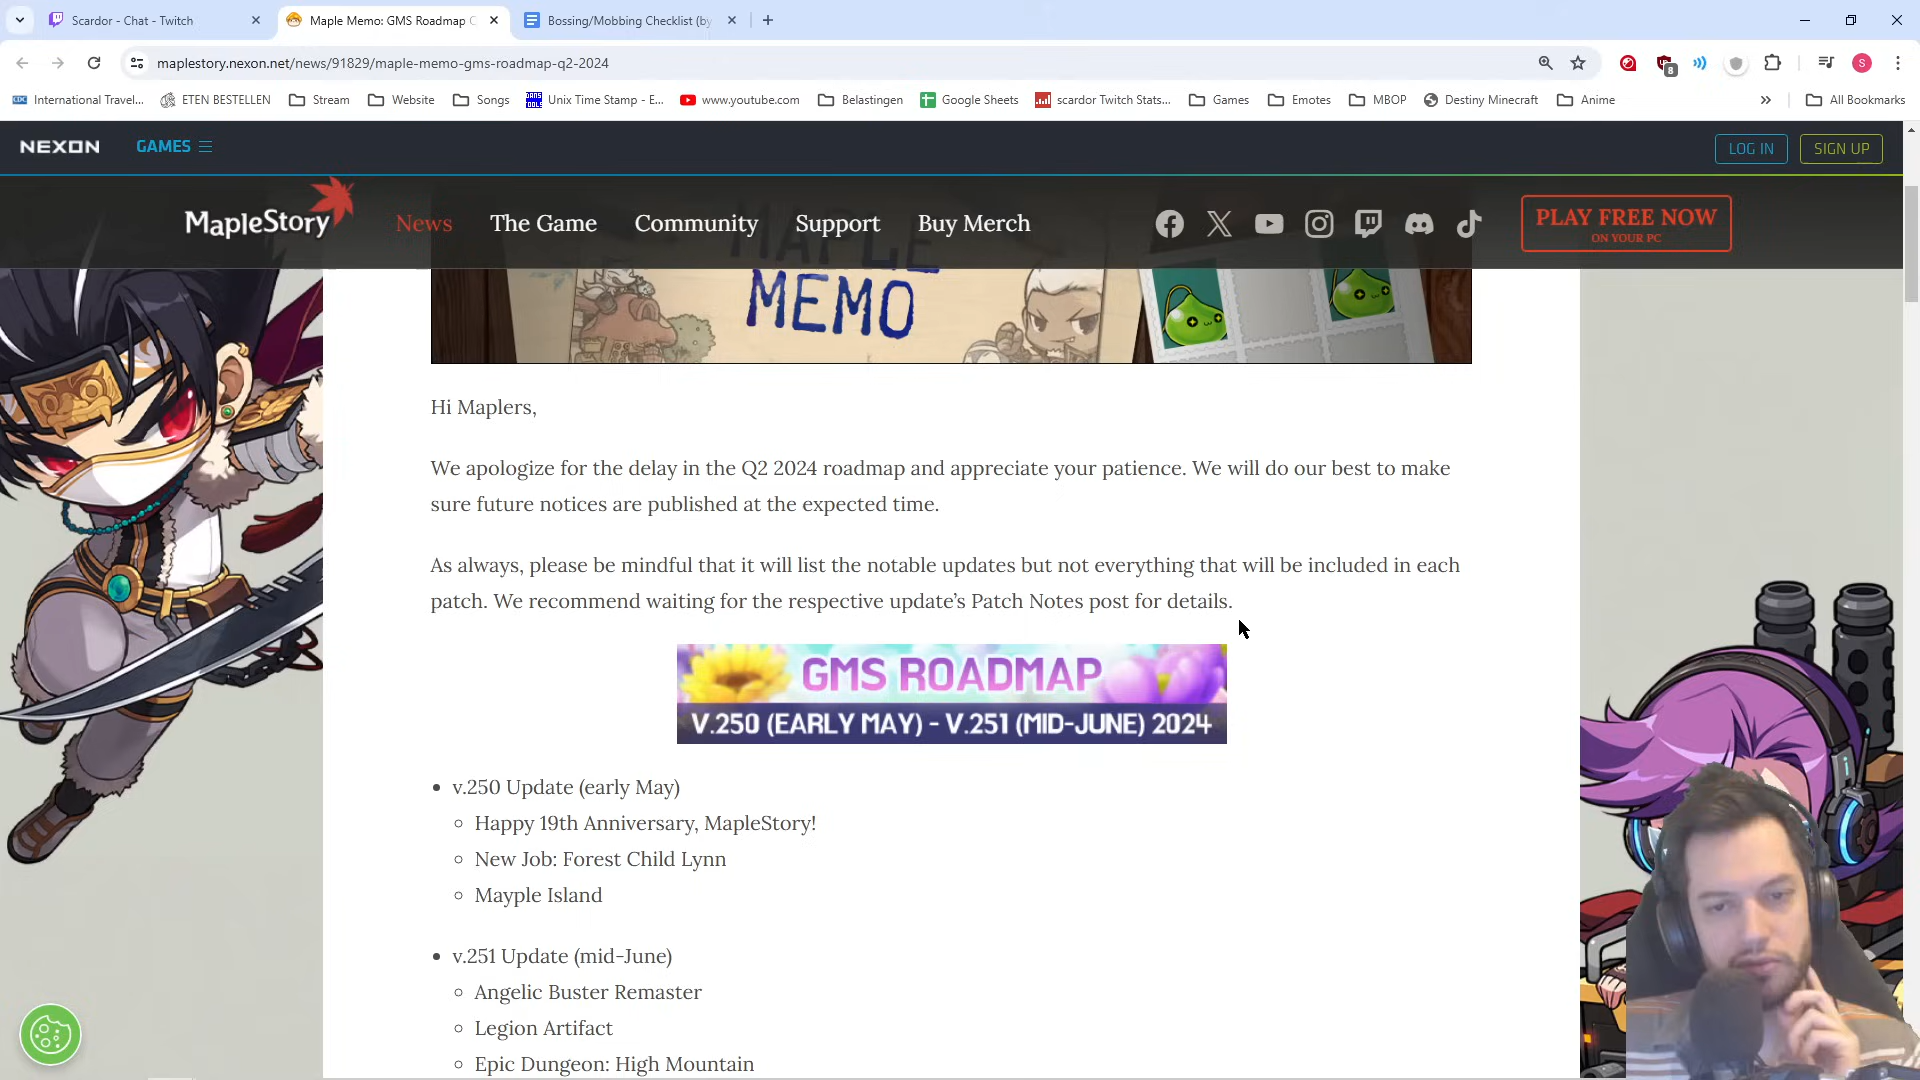 Scardor - Chat - Twitch
Maple Memo: GMS Roadmap
Bossing/Mobbing Checklist (by
maplestory.nexon.net/news/91829/maple-memo-gms-roadmap-q2-2024
8
S
International Travel...
ETEN BESTELLEN
Stream
Website
Songs
Unix Time Stamp - E...
www.youtube.com
Belastingen
Google Sheets
scardor Twitch Stats...
Games
Emotes
MBOP
Destiny Minecraft
Anime
All Bookmarks
NEXON
GAMES
LOG IN
SIGN UP
MapleStory
News
The Game
Community
Support
Buy Merch
PLAY FREE NOW
ON YOUR PC
MAPLE
MEMO
Hi Maplers,
We apologize for the delay in the Q2 2024 roadmap and appreciate your patience. We will do our best to make
sure future notices are published at the expected time.
As always, please be mindful that it will list the notable updates but not everything that will be included in each
patch. We recommend waiting for the respective update’s Patch Notes post for details.
GMS ROADMAP
V.250 (EARLY MAY) - V.251 (MID-JUNE) 2024
• v.250 Update (early May)
○ Happy 19th Anniversary, MapleStory!
○ New Job: Forest Child Lynn
○ Mayple Island
• v.251 Update (mid-June)
○ Angelic Buster Remaster
○ Legion Artifact
○ Epic Dungeon: High Mountain